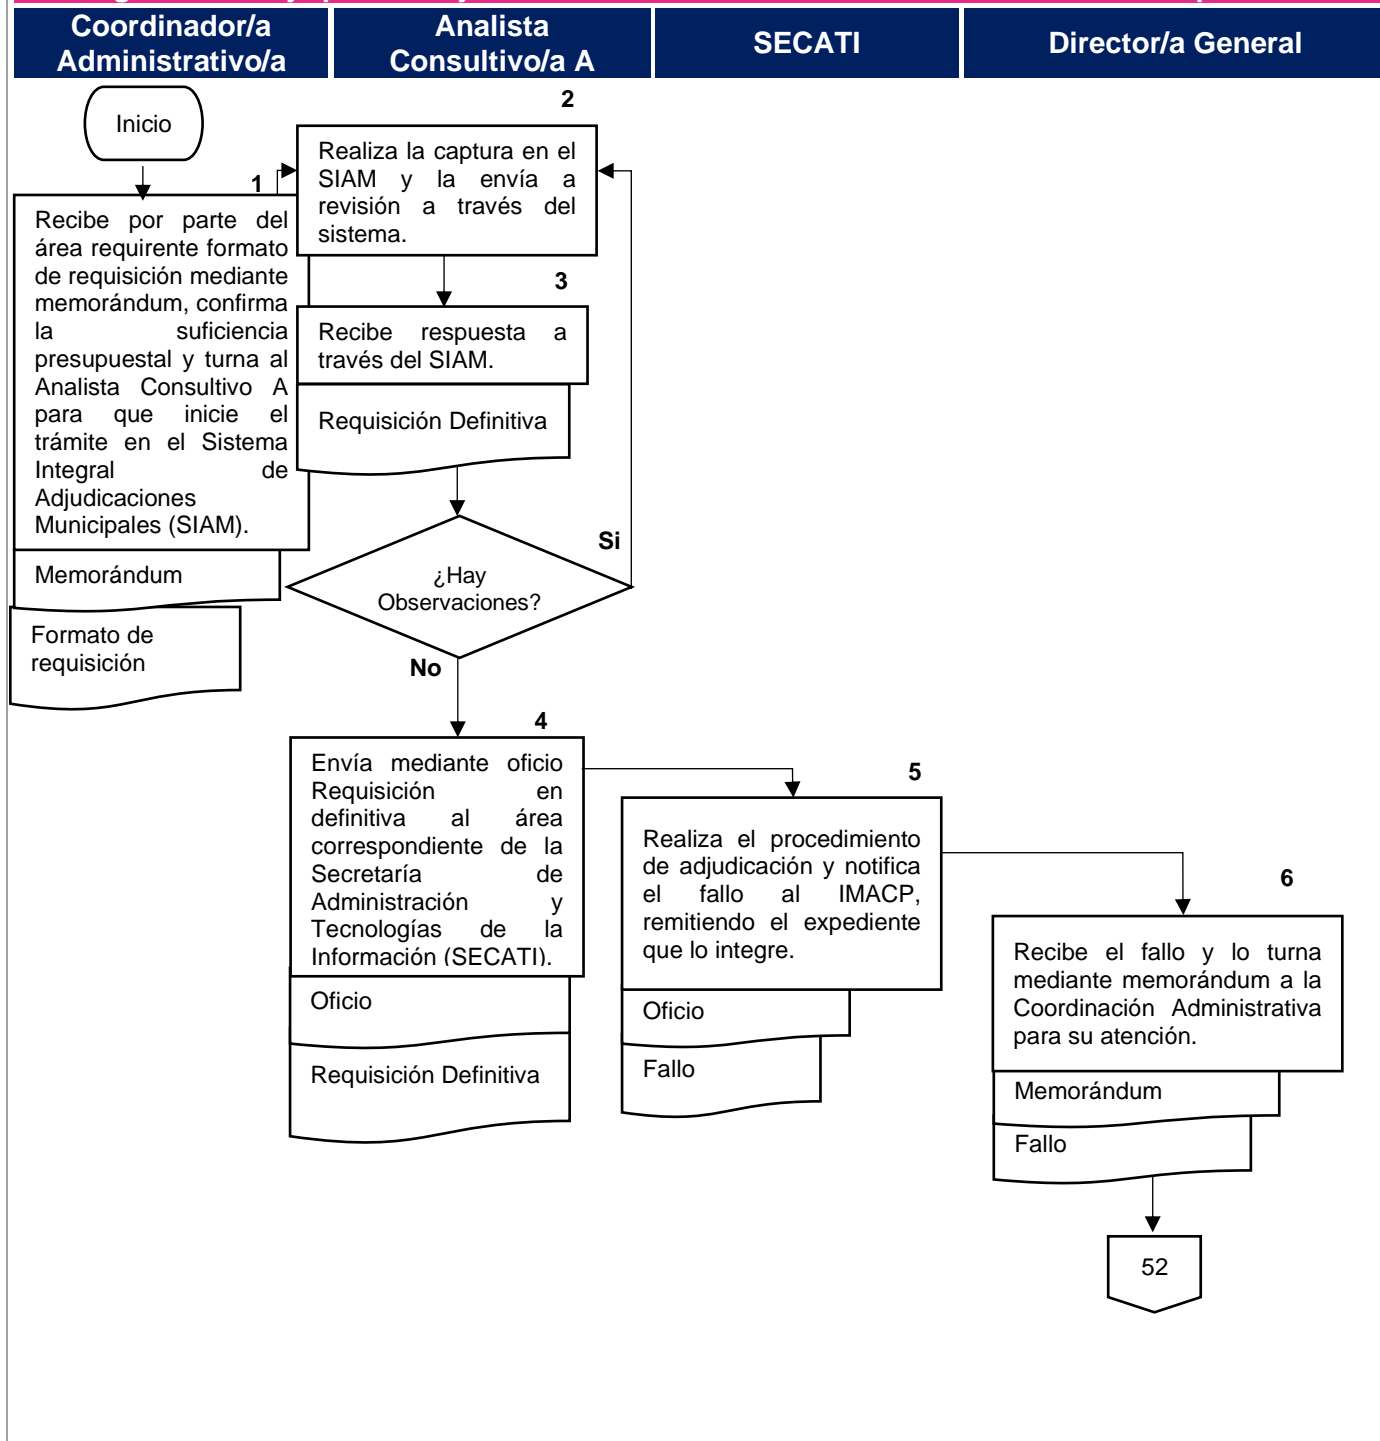 Coordinador/a
Administrativo/a
Analista
Consultivo/a A
SECATI
Director/a General
Inicio
1
Recibe por parte del
área requirente formato
de requisición mediante
memorándum, confirma
la suficiencia
presupuestal y turna al
Analista Consultivo A
para que inicie el
trámite en el Sistema
Integral de
Adjudicaciones
Municipales (SIAM).
Memorándum
Formato de
requisición
2
Realiza la captura en el
SIAM y la envía a
revisión a través del
sistema.
3
Recibe respuesta a
través del SIAM.
Requisición Definitiva
¿Hay
Observaciones?
Si
No
4
Envía mediante oficio
Requisición en
definitiva al área
correspondiente de la
Secretaría de
Administración y
Tecnologías de la
Información (SECATI).
Oficio
Requisición Definitiva
5
Realiza el procedimiento
de adjudicación y notifica
el fallo al IMACP,
remitiendo el expediente
que lo integre.
Oficio
Fallo
6
Recibe el fallo y lo turna
mediante memorándum a la
Coordinación Administrativa
para su atención.
Memorándum
Fallo
52